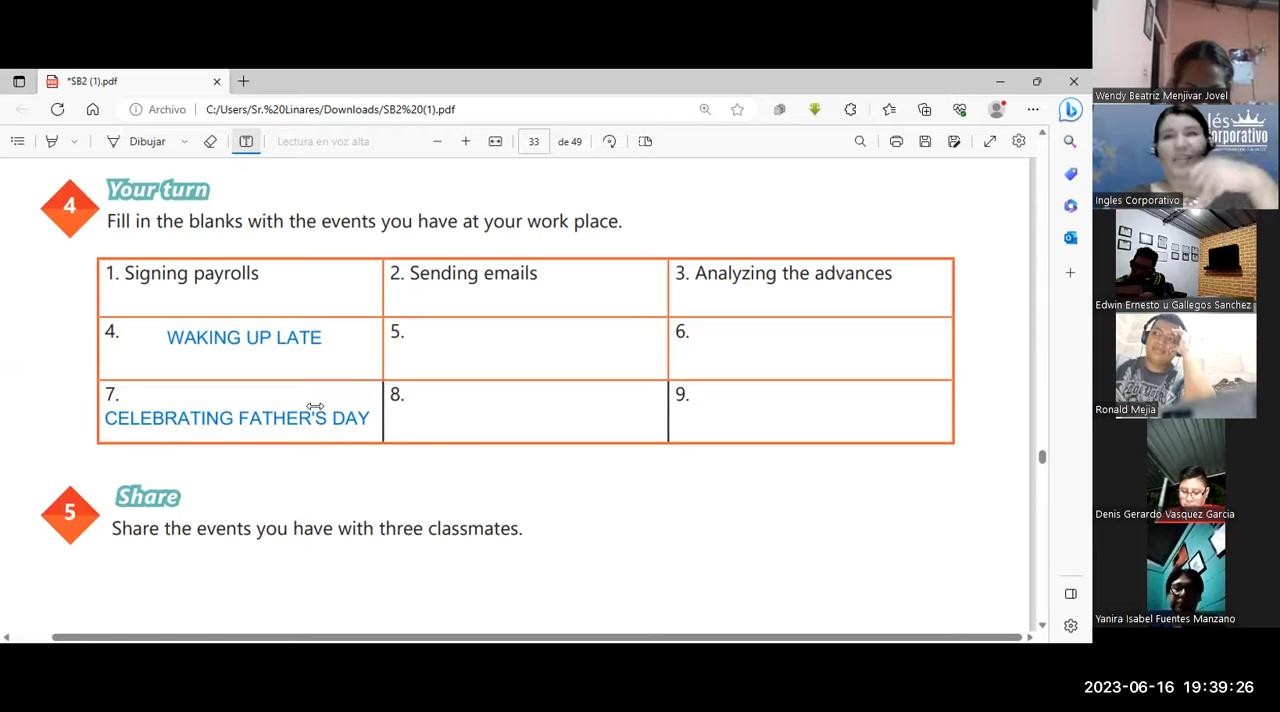 *SB2 (1).pdf
Archivo
C:/Users/Sr.%20Linares/Downloads/SB2%20(1).pdf
Dibujar
Lectura en voz alta
33
de 49
4
Your turn
Fill in the blanks with the events you have at your work place.
1. Signing payrolls
2. Sending emails
3. Analyzing the advances
4.
WAKING UP LATE
5.
6.
7.
CELEBRATING FATHER'S DAY
8.
9.
5
Share
Share the events you have with three classmates.
Wendy Beatriz Menjivar Jovel
lés
orporativo
Ingles Corporativo
Edwin Ernesto u Gallegos Sanchez
Ronald Mejia
Denis Gerardo Vasquez Garcia
Yanira Isabel Fuentes Manzano
2023-06-16 19:39:26